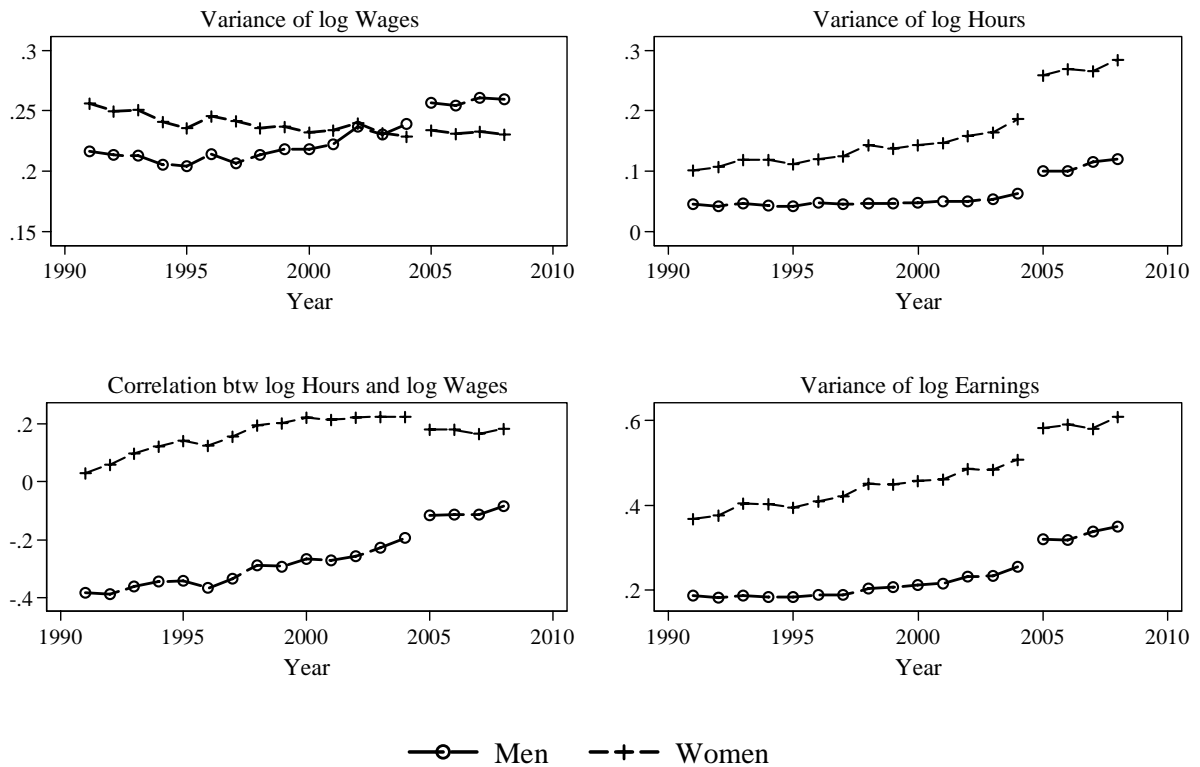 Variance of log Wages
.3
.25
.2
.15
1990 1995 2000 2005 2010
Year
Variance of log Hours
.3
.2
.1
0
1990 1995 2000 2005 2010
Year
Correlation btw log Hours and log Wages
.2
0
-.2
-.4
1990 1995 2000 2005 2010
Year
Variance of log Earnings
.6
.4
.2
1990 1995 2000 2005 2010
Year
Men Women